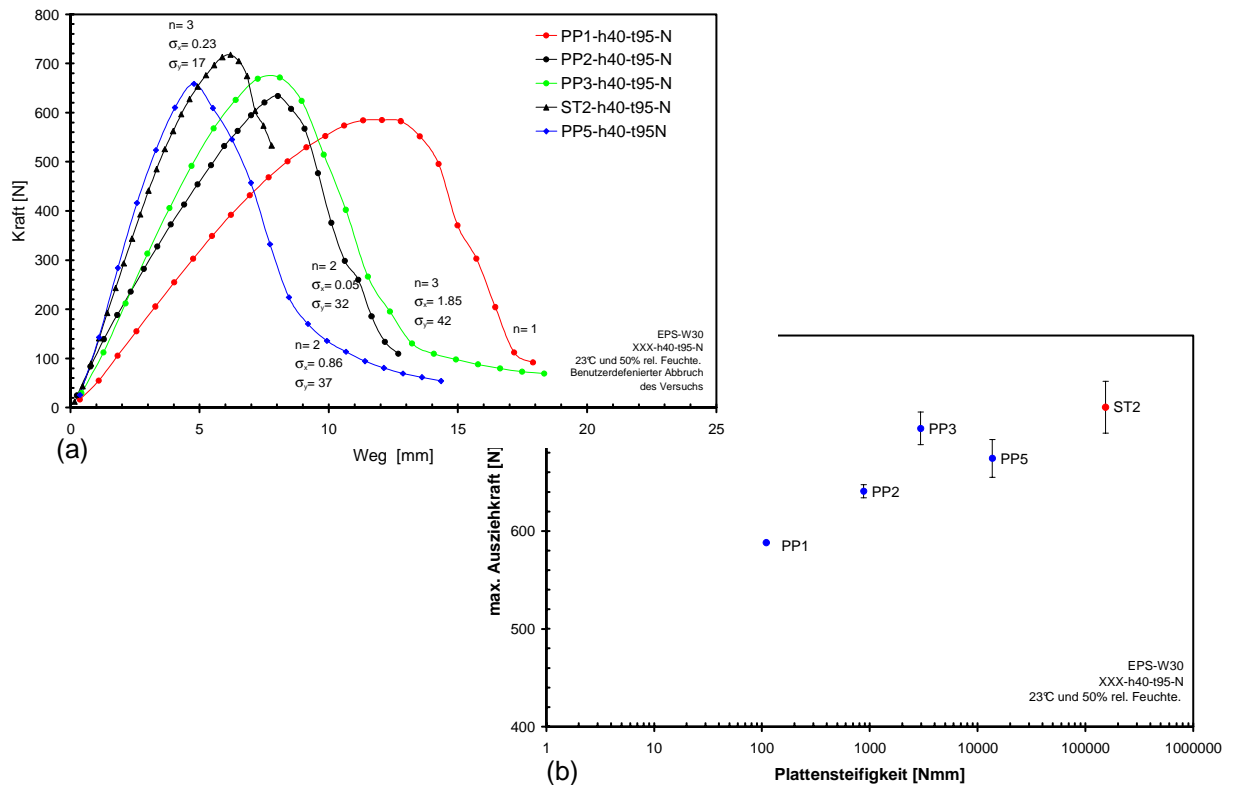 800
700
600
500
400
300
200
100
0
Kraft [N]
0
5
10
15
20
25
Weg [mm]
(a)
n= 3
σx= 0.23
σy= 17
PP1-h40-t95-N
PP2-h40-t95-N
PP3-h40-t95-N
ST2-h40-t95-N
PP5-h40-t95N
n= 2
σx= 0.05
σy= 32
n= 3
σx= 1.85
σy= 42
n= 2
σx= 0.86
σy= 37
n= 1
EPS-W30
XXX-h40-t95-N
23°C und 50% rel. Feuchte.
Benutzerdefenierter Abbruch
des Versuchs
max. Ausziehkraft [N]
600
500
400
PP1
PP2
PP3
PP5
ST2
EPS-W30
XXX-h40-t95-N
23°C und 50% rel. Feuchte.
1
10
100
1000
10000
100000
1000000
(b)
Plattensteifigkeit [Nmm]